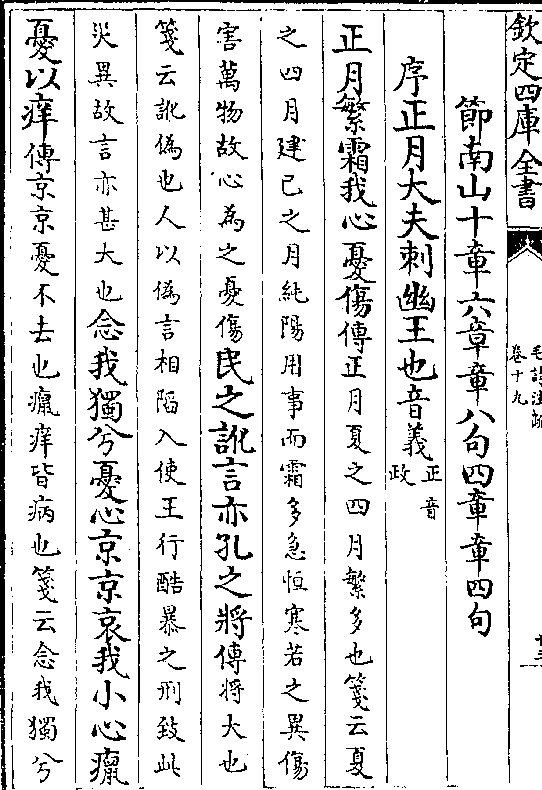 欽定四庫全書
毛詩注疏
卷十九
節南山十章六章章八句四章章四句
序正月大夫刺幽王也音義正音政
正月繁霜我心憂傷傳正月夏之四月繁多也箋云夏
之四月建巳之月純陽用事而霜多急恒寒若之異傷
害萬物故心為之憂傷民之訛言亦孔之將傳將大也
箋云訛偽也人以偽言相陷入使王行酷暴之刑致此
災異故言亦甚大也念我獨兮憂心京京哀我小心癙
憂以痒傳京京憂不去也癙痒皆病也箋云念我獨兮